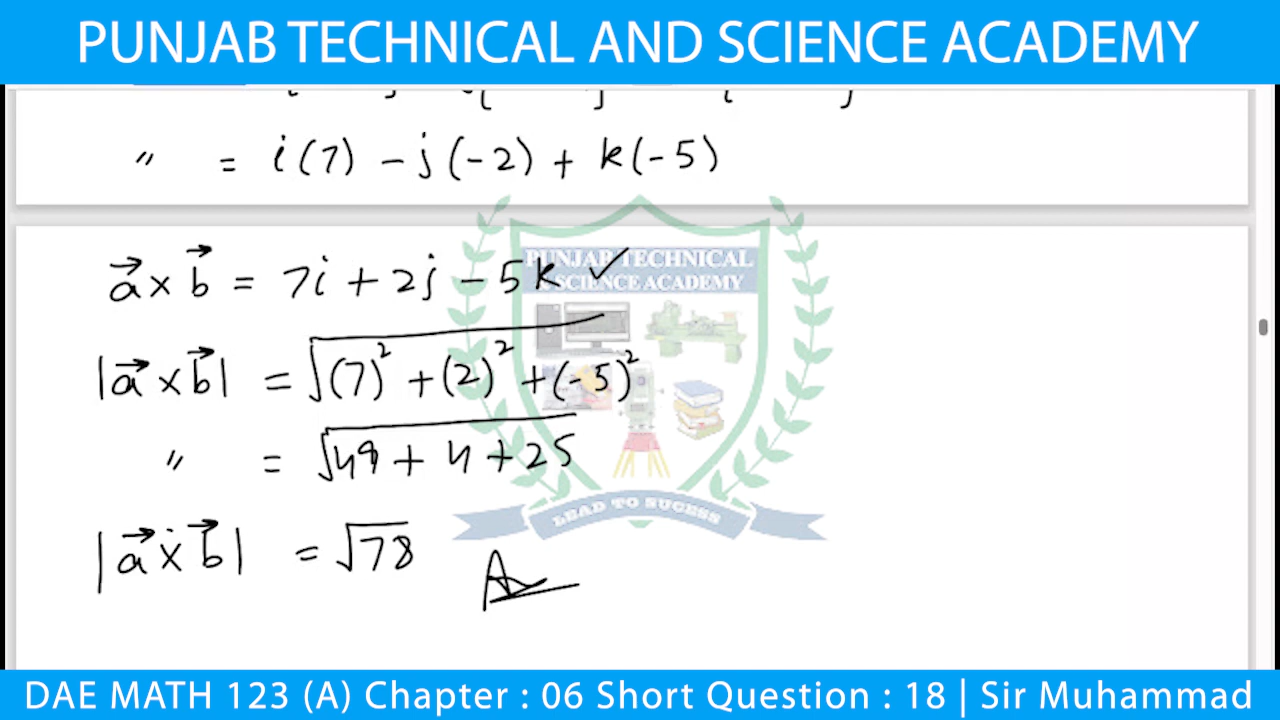 PUNJAB TECHNICAL AND SCIENCE ACADEMY
〃 = i(7) - j(-2) + k(-5)
a⃗ × b⃗ = 7i + 2j - 5k ✓
PUNJAB TECHNICAL
& SCIENCE ACADEMY
|a⃗ × b⃗| = √((7)² + (2)² + (-5)²)
〃 = √(49 + 4 + 25)
LEAD TO SUCESS
|a⃗ × b⃗| = √78
DAE MATH 123 (A) Chapter : 06 Short Question : 18 | Sir Muhammad